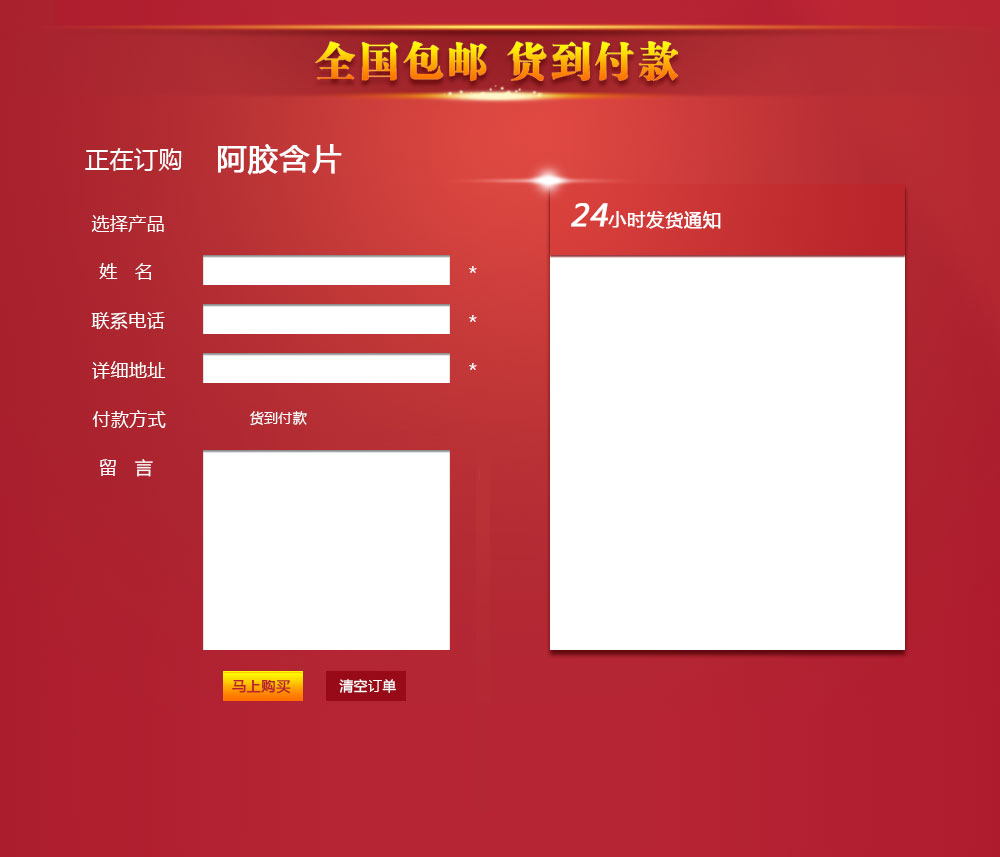 全国包邮 货到付款
正在订购 阿胶含片
选择产品
姓 名 *
联系电话 *
详细地址 *
付款方式 货到付款
留 言
马上购买 清空订单
24小时发货通知